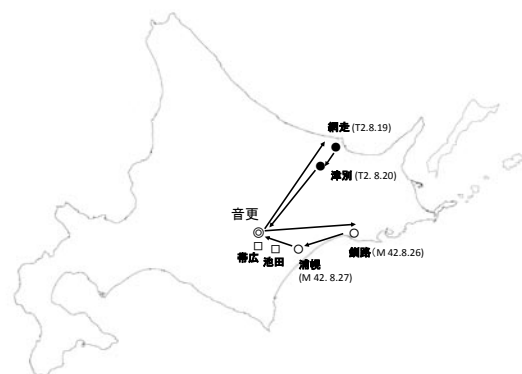 網走 (T2.8.19)
津別 (T2. 8.20)
音更
帯広
池田
浦幌
(M 42. 8.27)
釧路 (M 42.8.26)